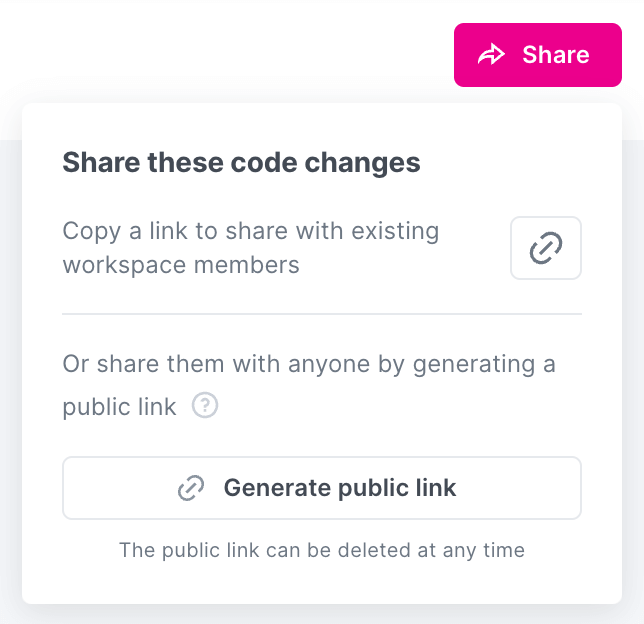 Share
Share these code changes
Copy a link to share with existing
workspace members
Or share them with anyone by generating a
public link ?
Generate public link
The public link can be deleted at any time